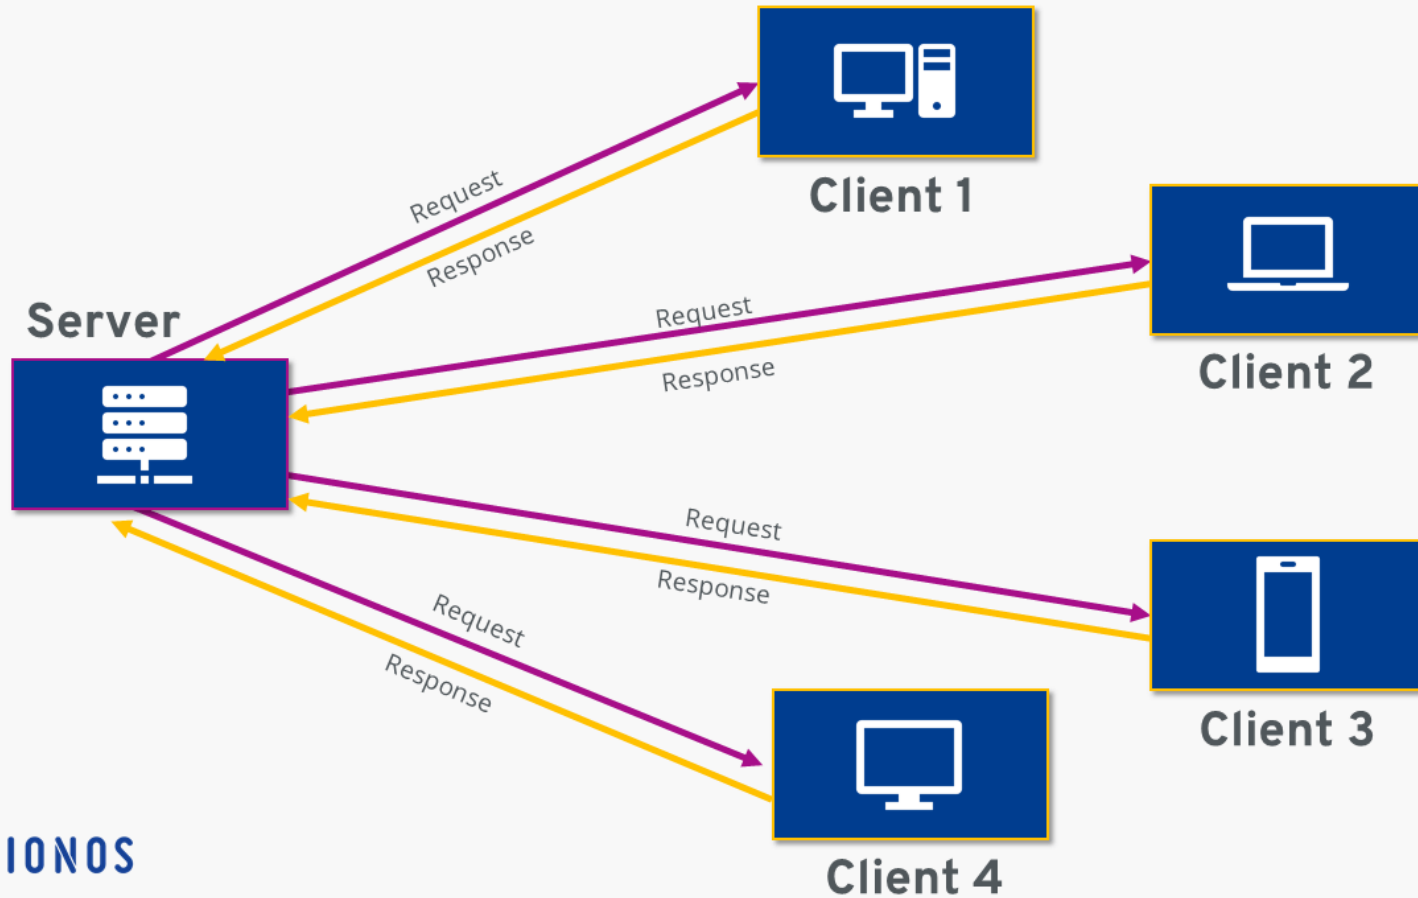 Client 1
Request
Response
Client 2
Server
Request
Response
Request
Response
Client 3
Request
Response
Client 4
IONOS